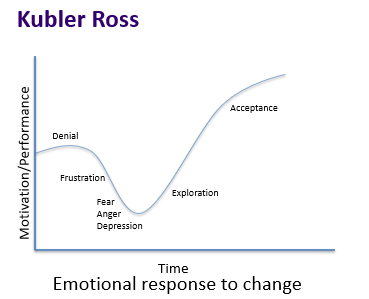 Kubler Ross
Motivation/Performance
Denial
Frustration
Fear
Anger
Depression
Exploration
Acceptance
Time
Emotional response to change